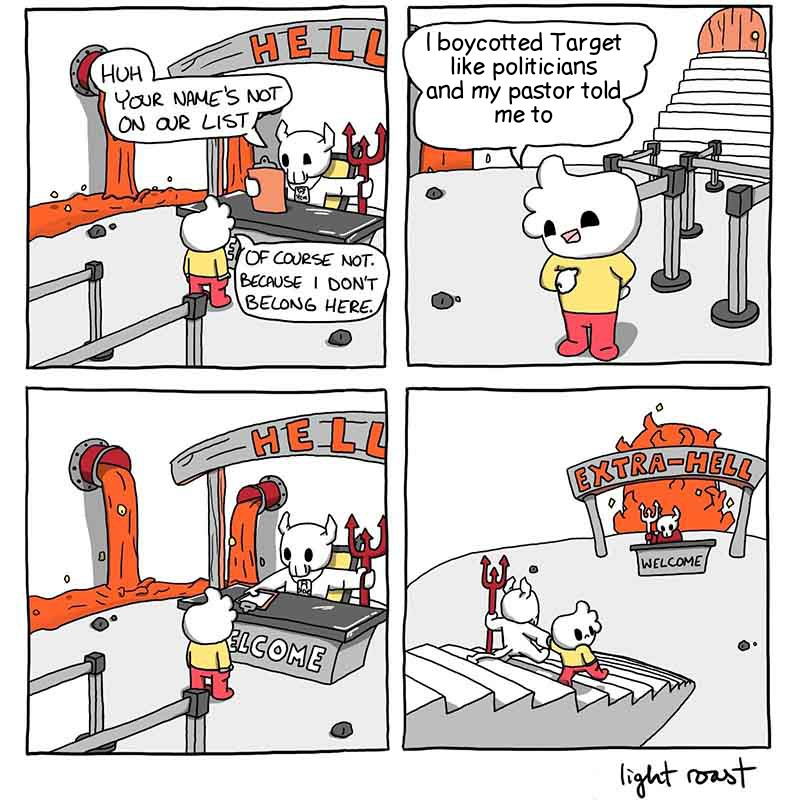 HELL
HUH
YOUR NAME'S NOT
ON OUR LIST
OF COURSE NOT.
BECAUSE I DON'T
BELONG HERE.
I boycotted Target
like politicians
and my pastor told
me to
HELL
ELCOME
EXTRA-HELL
WELCOME
light roast